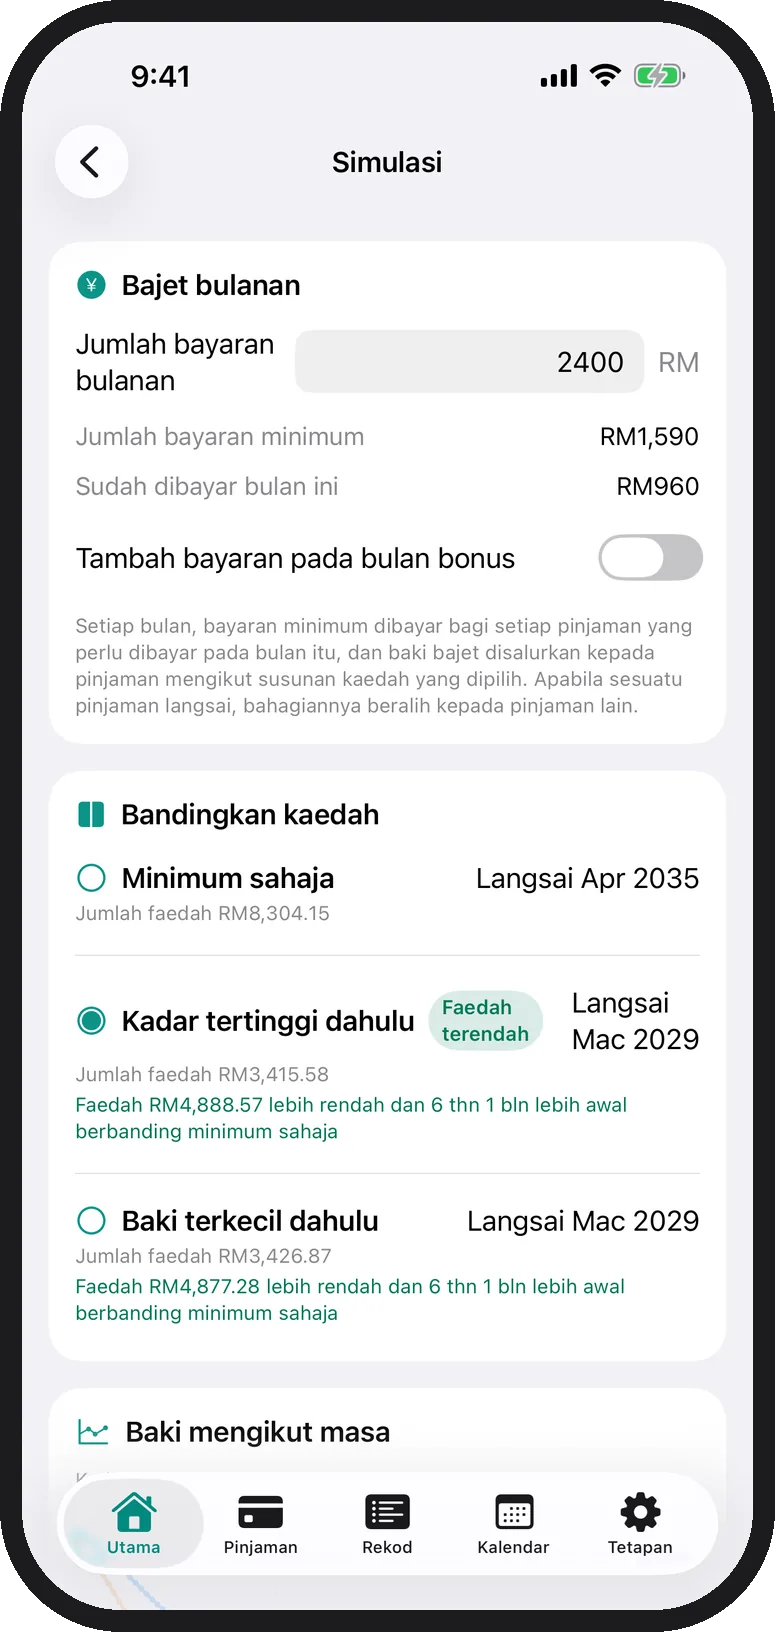 9:41
Simulasi
¥ Bajet bulanan
Jumlah bayaran
bulanan
2400 RM
Jumlah bayaran minimum RM1,590
Sudah dibayar bulan ini RM960
Tambah bayaran pada bulan bonus
Setiap bulan, bayaran minimum dibayar bagi setiap pinjaman yang
perlu dibayar pada bulan itu, dan baki bajet disalurkan kepada
pinjaman mengikut susunan kaedah yang dipilih. Apabila sesuatu
pinjaman langsai, bahagiannya beralih kepada pinjaman lain.
Bandingkan kaedah
Minimum sahaja Langsai Apr 2035
Jumlah faedah RM8,304.15
Kadar tertinggi dahulu
Faedah
terendah
Langsai
Mac 2029
Jumlah faedah RM3,415.58
Faedah RM4,888.57 lebih rendah dan 6 thn 1 bln lebih awal
berbanding minimum sahaja
Baki terkecil dahulu Langsai Mac 2029
Jumlah faedah RM3,426.87
Faedah RM4,877.28 lebih rendah dan 6 thn 1 bln lebih awal
berbanding minimum sahaja
Baki mengikut masa
Utama Pinjaman Rekod Kalendar Tetapan